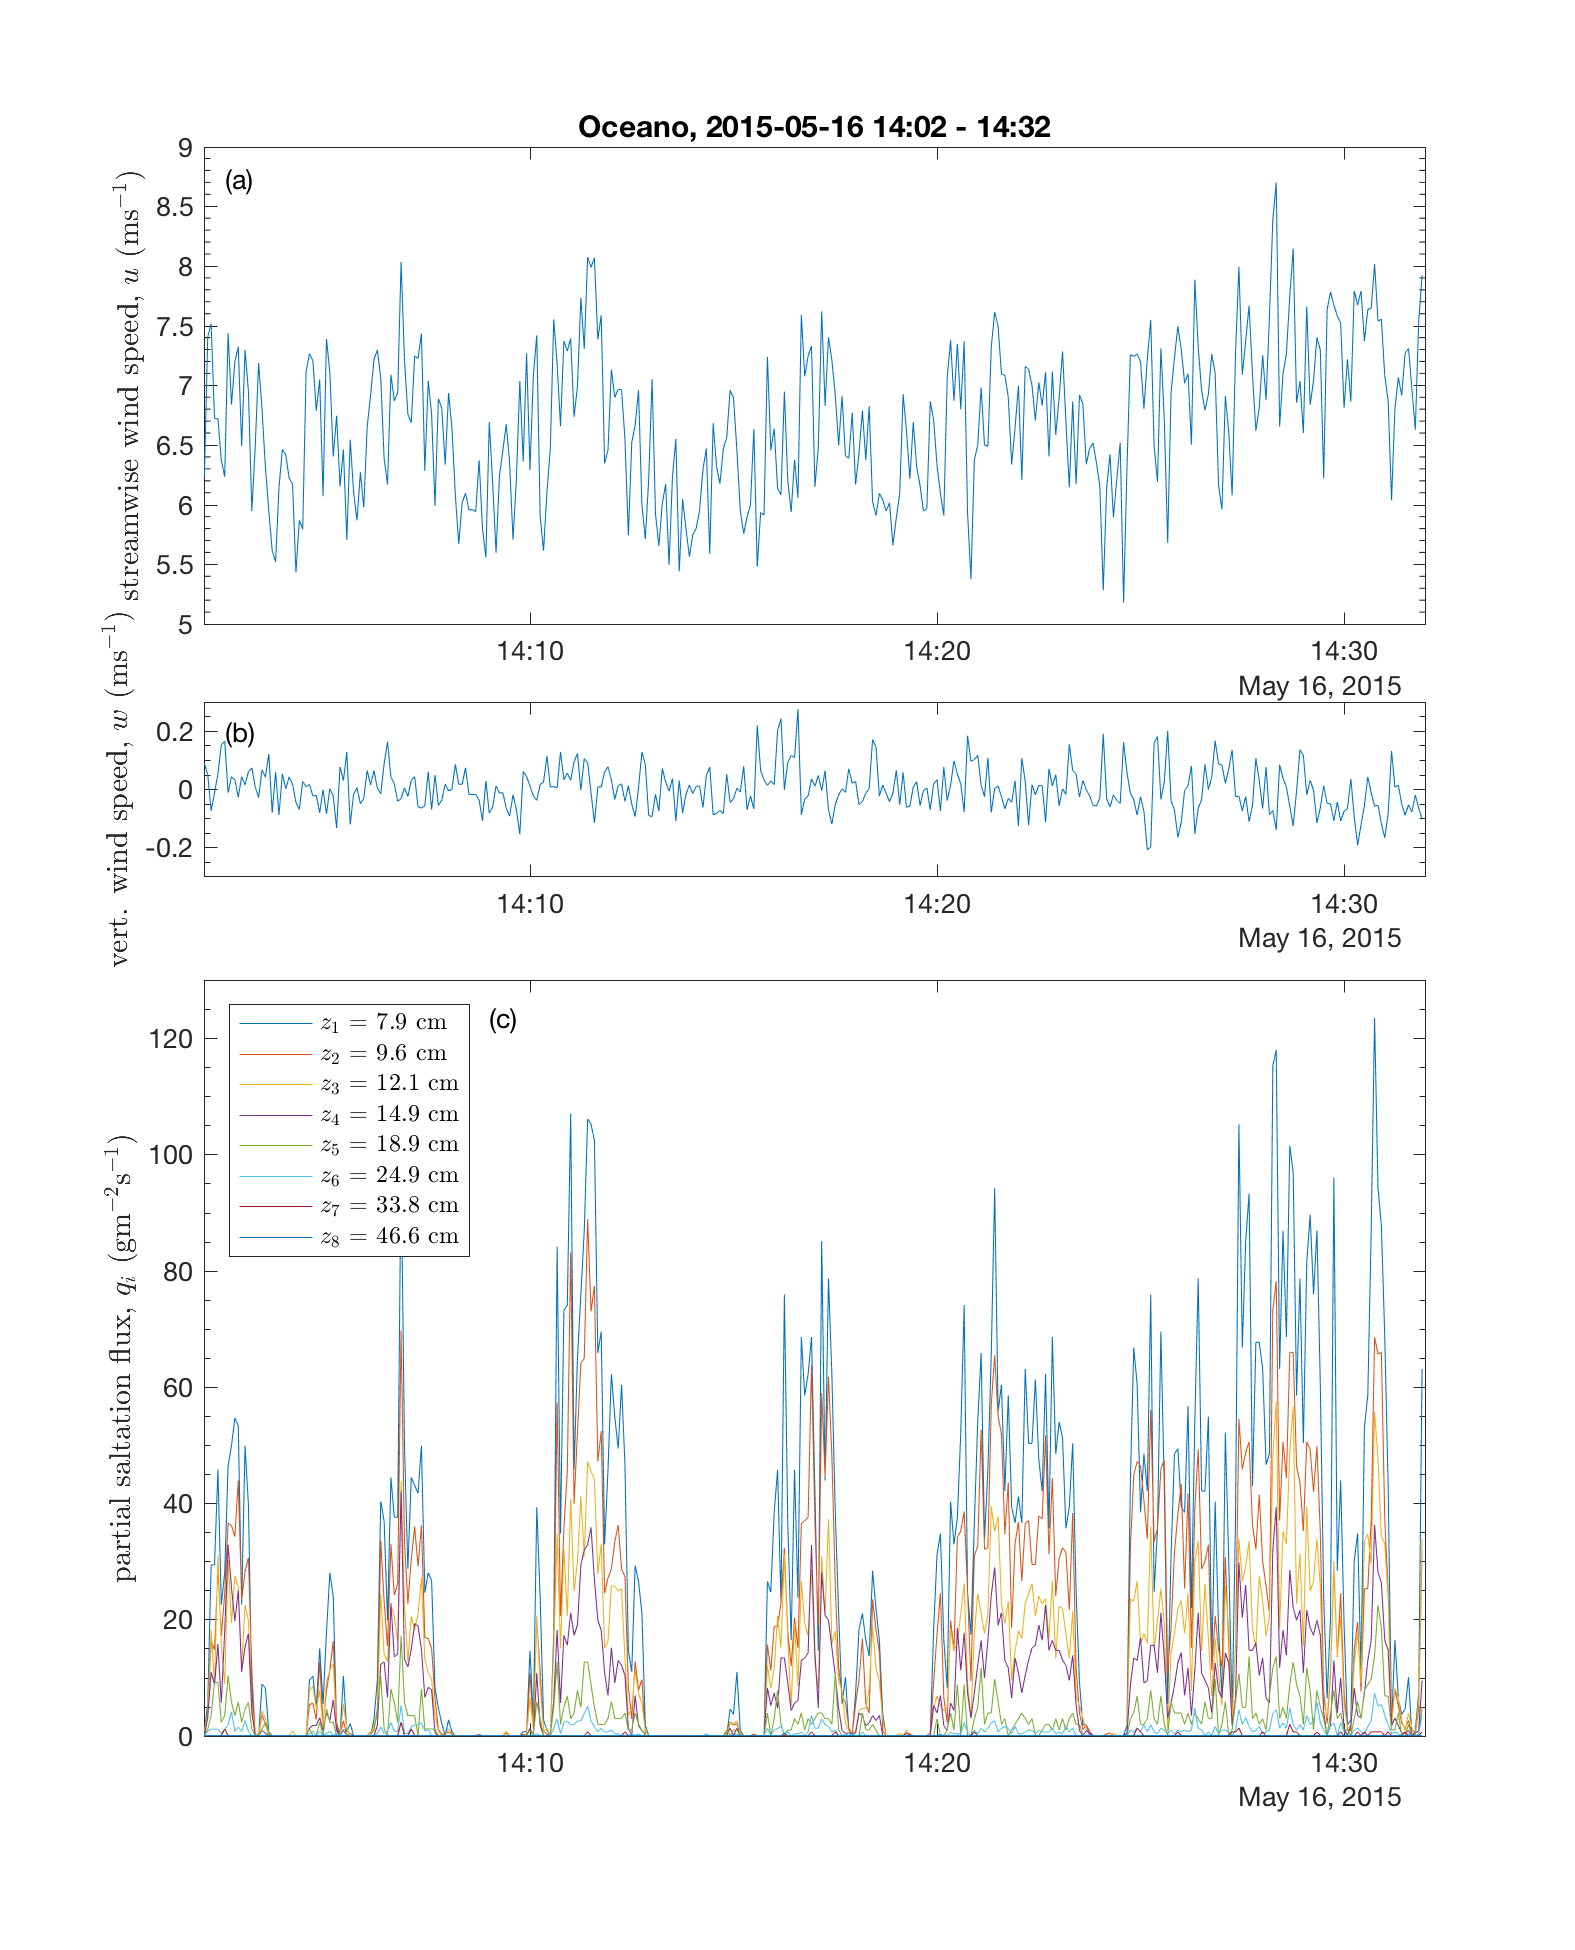 Oceano, 2015-05-16 14:02 - 14:32
(a)
streamwise wind speed, u (ms⁻¹)
9
8.5
8
7.5
7
6.5
6
5.5
5
14:10 14:20 14:30
May 16, 2015
(b)
vert. wind speed, w (ms⁻¹)
0.2
0
-0.2
14:10 14:20 14:30
May 16, 2015
(c)
partial saltation flux, qᵢ (gm⁻²s⁻¹)
z₁ = 7.9 cm
z₂ = 9.6 cm
z₃ = 12.1 cm
z₄ = 14.9 cm
z₅ = 18.9 cm
z₆ = 24.9 cm
z₇ = 33.8 cm
z₈ = 46.6 cm
120
100
80
60
40
20
0
14:10 14:20 14:30
May 16, 2015